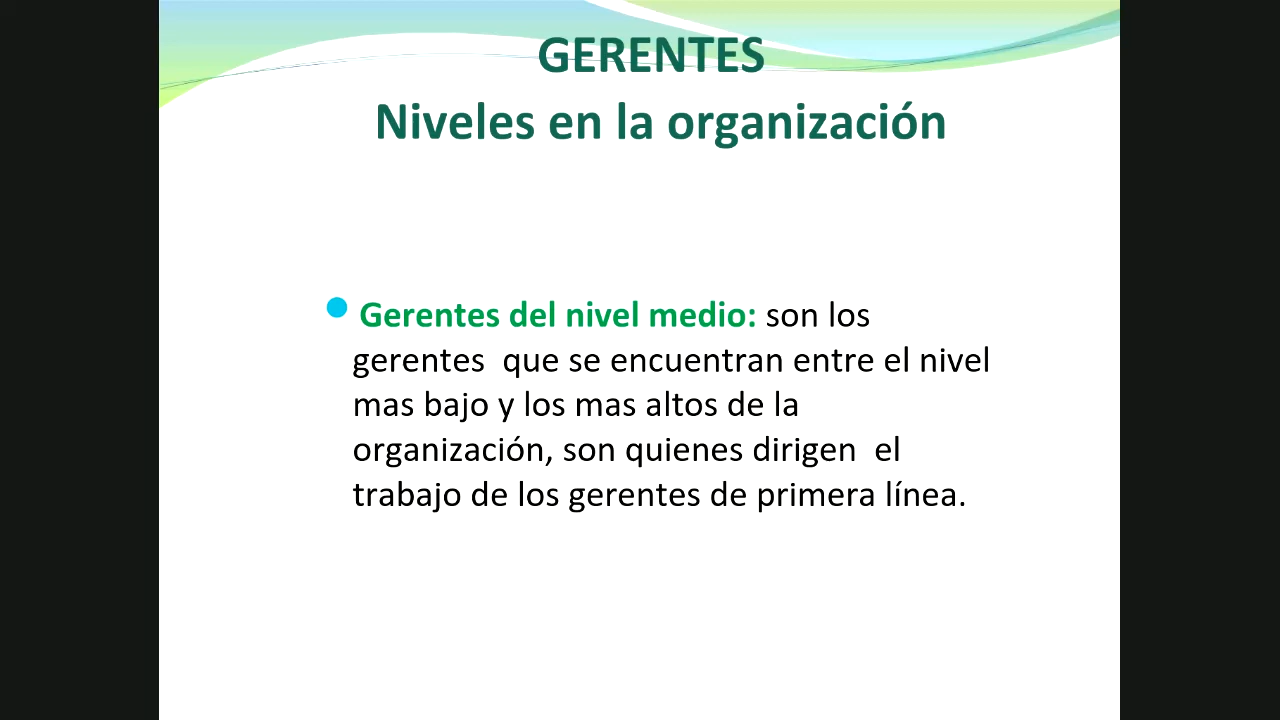 GERENTES
Niveles en la organización
Gerentes del nivel medio: son los
gerentes  que se encuentran entre el nivel
mas bajo y los mas altos de la
organización, son quienes dirigen  el
trabajo de los gerentes de primera línea.